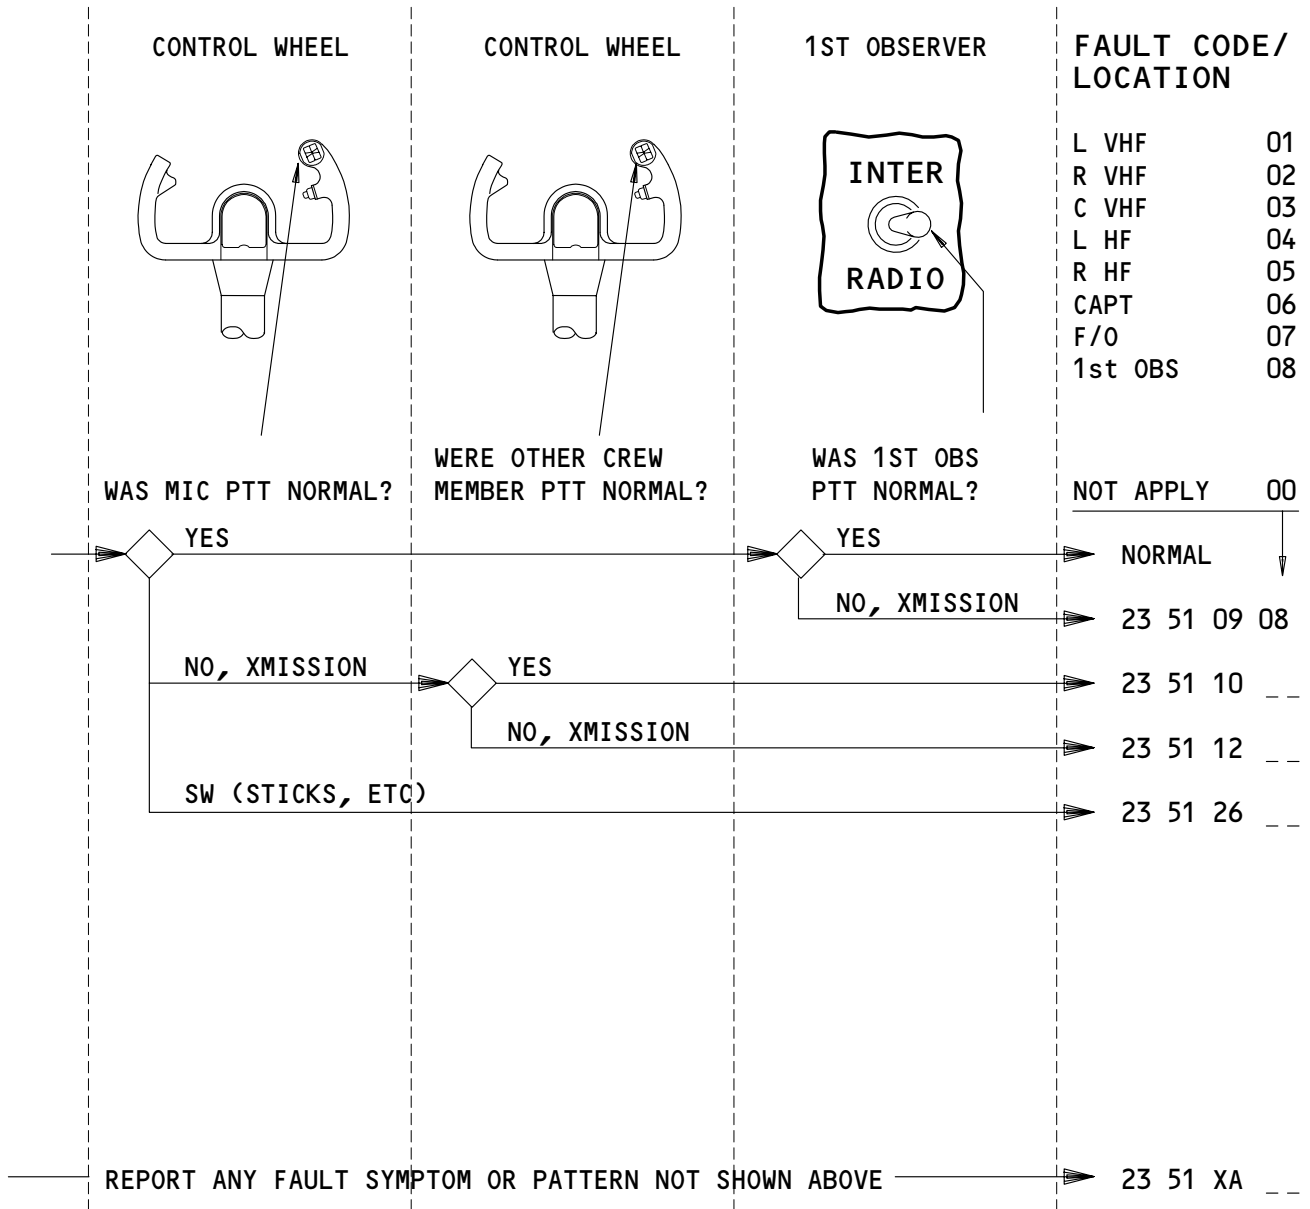 CONTROL WHEEL
CONTROL WHEEL
1ST OBSERVER
FAULT CODE/
LOCATION
INTER
RADIO
L VHF 01
R VHF 02
C VHF 03
L HF 04
R HF 05
CAPT 06
F/O 07
1st OBS 08
WAS MIC PTT NORMAL?
WERE OTHER CREW
MEMBER PTT NORMAL?
WAS 1ST OBS
PTT NORMAL?
NOT APPLY 00
YES
YES
NORMAL
NO, XMISSION
23 51 09 08
NO, XMISSION
YES
23 51 10 _ _
NO, XMISSION
23 51 12 _ _
SW (STICKS, ETC)
23 51 26 _ _
REPORT ANY FAULT SYMPTOM OR PATTERN NOT SHOWN ABOVE
23 51 XA _ _